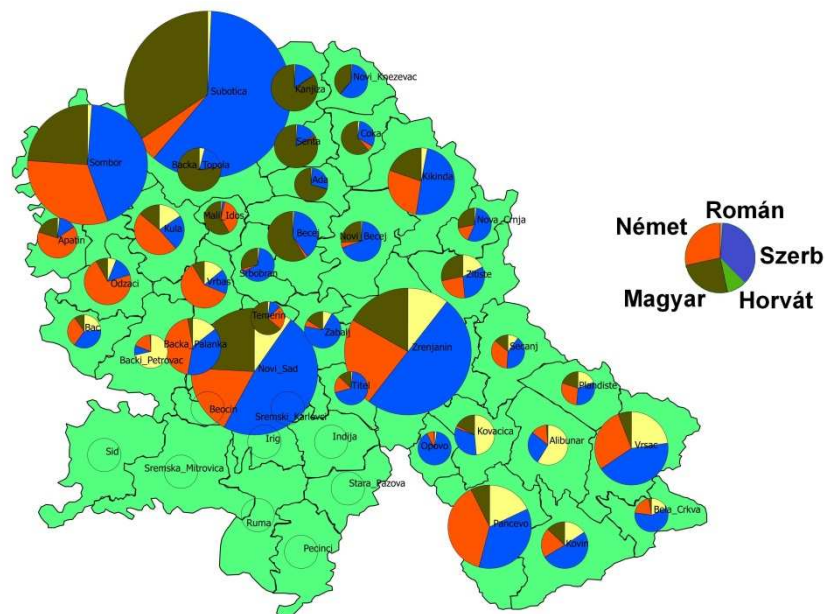 Subotica
Kanjiza
Novi_Knezevac
Senta
Coka
Sombor
Backa_Topola
Kikinda
Ada
Mali_Idos
Nova_Crnja
Apatin
Kula
Becej
Novi_Becej
Srbobran
Odzaci
Vrbas
Zitiste
Temerin
Zabalj
Bac
Backi_Petrovac
Backa_Palanka
Novi_Sad
Zrenjanin
Secanj
Titel
Plandiste
Beocin
Sremski_Karlovci
Irig
Indija
Opovo
Kovacica
Alibunar
Vrsac
Sid
Sremska_Mitrovica
Stara_Pazova
Ruma
Pancevo
Bela_Crkva
Pecinci
Kovin
Román
Német
Szerb
Magyar
Horvát